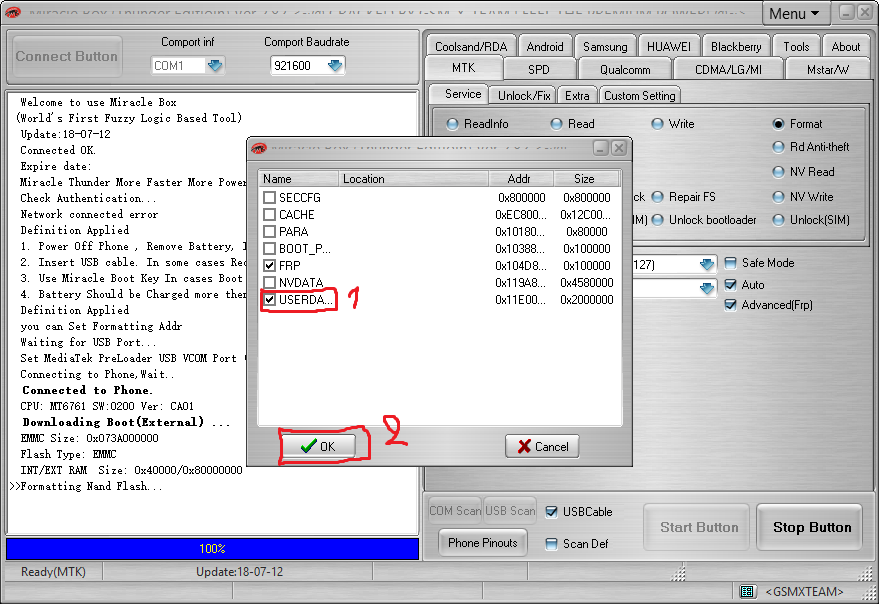 Menu
Connect Button
Comport inf
COM1
Comport Baudrate
921600
Coolsand/RDA Android Samsung HUAWEI Blackberry Tools About
MTK SPD Qualcomm CDMA/LG/MI Mstar/W
Service Unlock/Fix Extra Custom Setting
ReadInfo Read Write Format
Rd Anti-theft
NV Read
ck Repair FS NV Write
IM) Unlock bootloader Unlock(SIM)
127) Safe Mode
Auto
Advanced(Frp)
Welcome to use Miracle Box
(World's First Fuzzy Logic Based Tool)
Update:18-07-12
Connected OK.
Expire date:
Miracle Thunder More Faster More Power
Check Authentication...
Network connected error
Definition Applied
1. Power Off Phone , Remove Battery,
2. Insert USB cable. In some cases
3. Use Miracle Boot Key In cases Boot
4. Battery Should be Charged more then
Definition Applied
you can Set Formatting Addr
Waiting for USB Port...
Set MediaTek PreLoader USB VCOM Port
Connecting to Phone,Wait..
Connected to Phone.
CPU: MT6761 SW:0200 Ver: CA01
Downloading Boot(External) ...
EMMC Size: 0x073A000000
Flash Type: EMMC
INT/EXT RAM Size: 0x40000/0x80000000
>>Formatting Nand Flash...
Name Location Addr Size
SECCFG 0x800000 0x800000
CACHE 0xEC800... 0x12C00...
PARA 0x10180... 0x80000
BOOT_P... 0x10388... 0x100000
FRP 0x104D8... 0x100000
NVDATA 0x119A8... 0x4580000
USERDA... 0x11E00... 0x2000000
1
OK
2
Cancel
COM Scan USB Scan USBCable
Phone Pinouts Scan Def
Start Button
Stop Button
100%
Ready(MTK) Update:18-07-12
<GSMXTEAM>